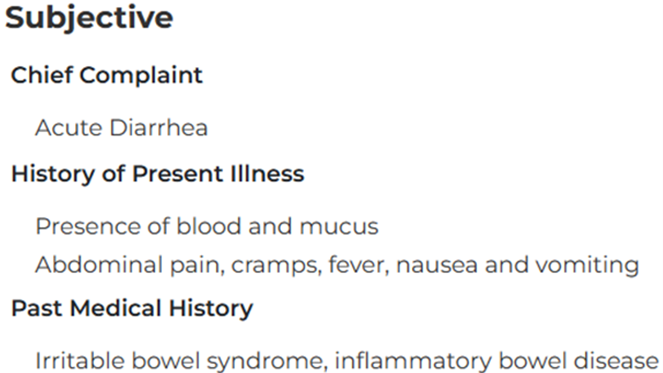 Subjective
Chief Complaint
Acute Diarrhea
History of Present Illness
Presence of blood and mucus
Abdominal pain, cramps, fever, nausea and vomiting
Past Medical History
Irritable bowel syndrome, inflammatory bowel disease